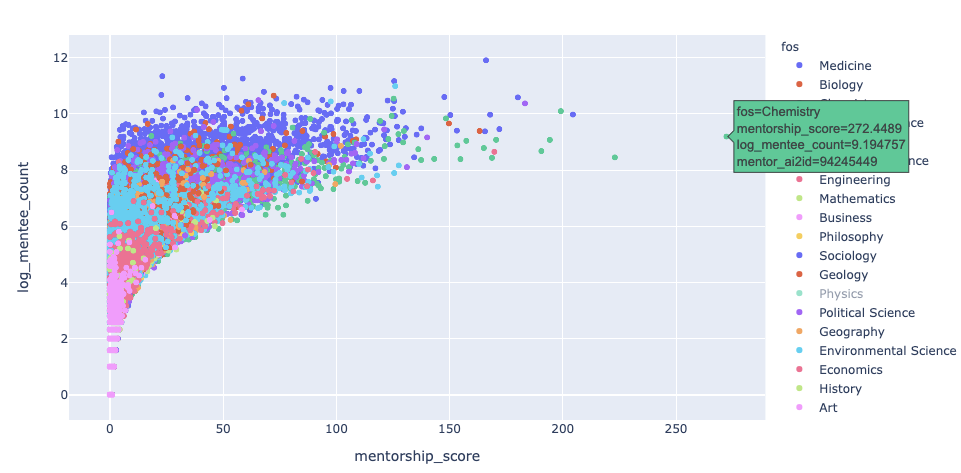 fos
Medicine
Biology
fos=Chemistry
mentorship_score=272.4489
log_mentee_count=9.194757
mentor_ai2id=94245449
Engineering
Mathematics
Business
Philosophy
Sociology
Geology
Physics
Political Science
Geography
Environmental Science
Economics
History
Art
12
10
8
6
4
2
0
log_mentee_count
0
50
100
150
200
250
mentorship_score